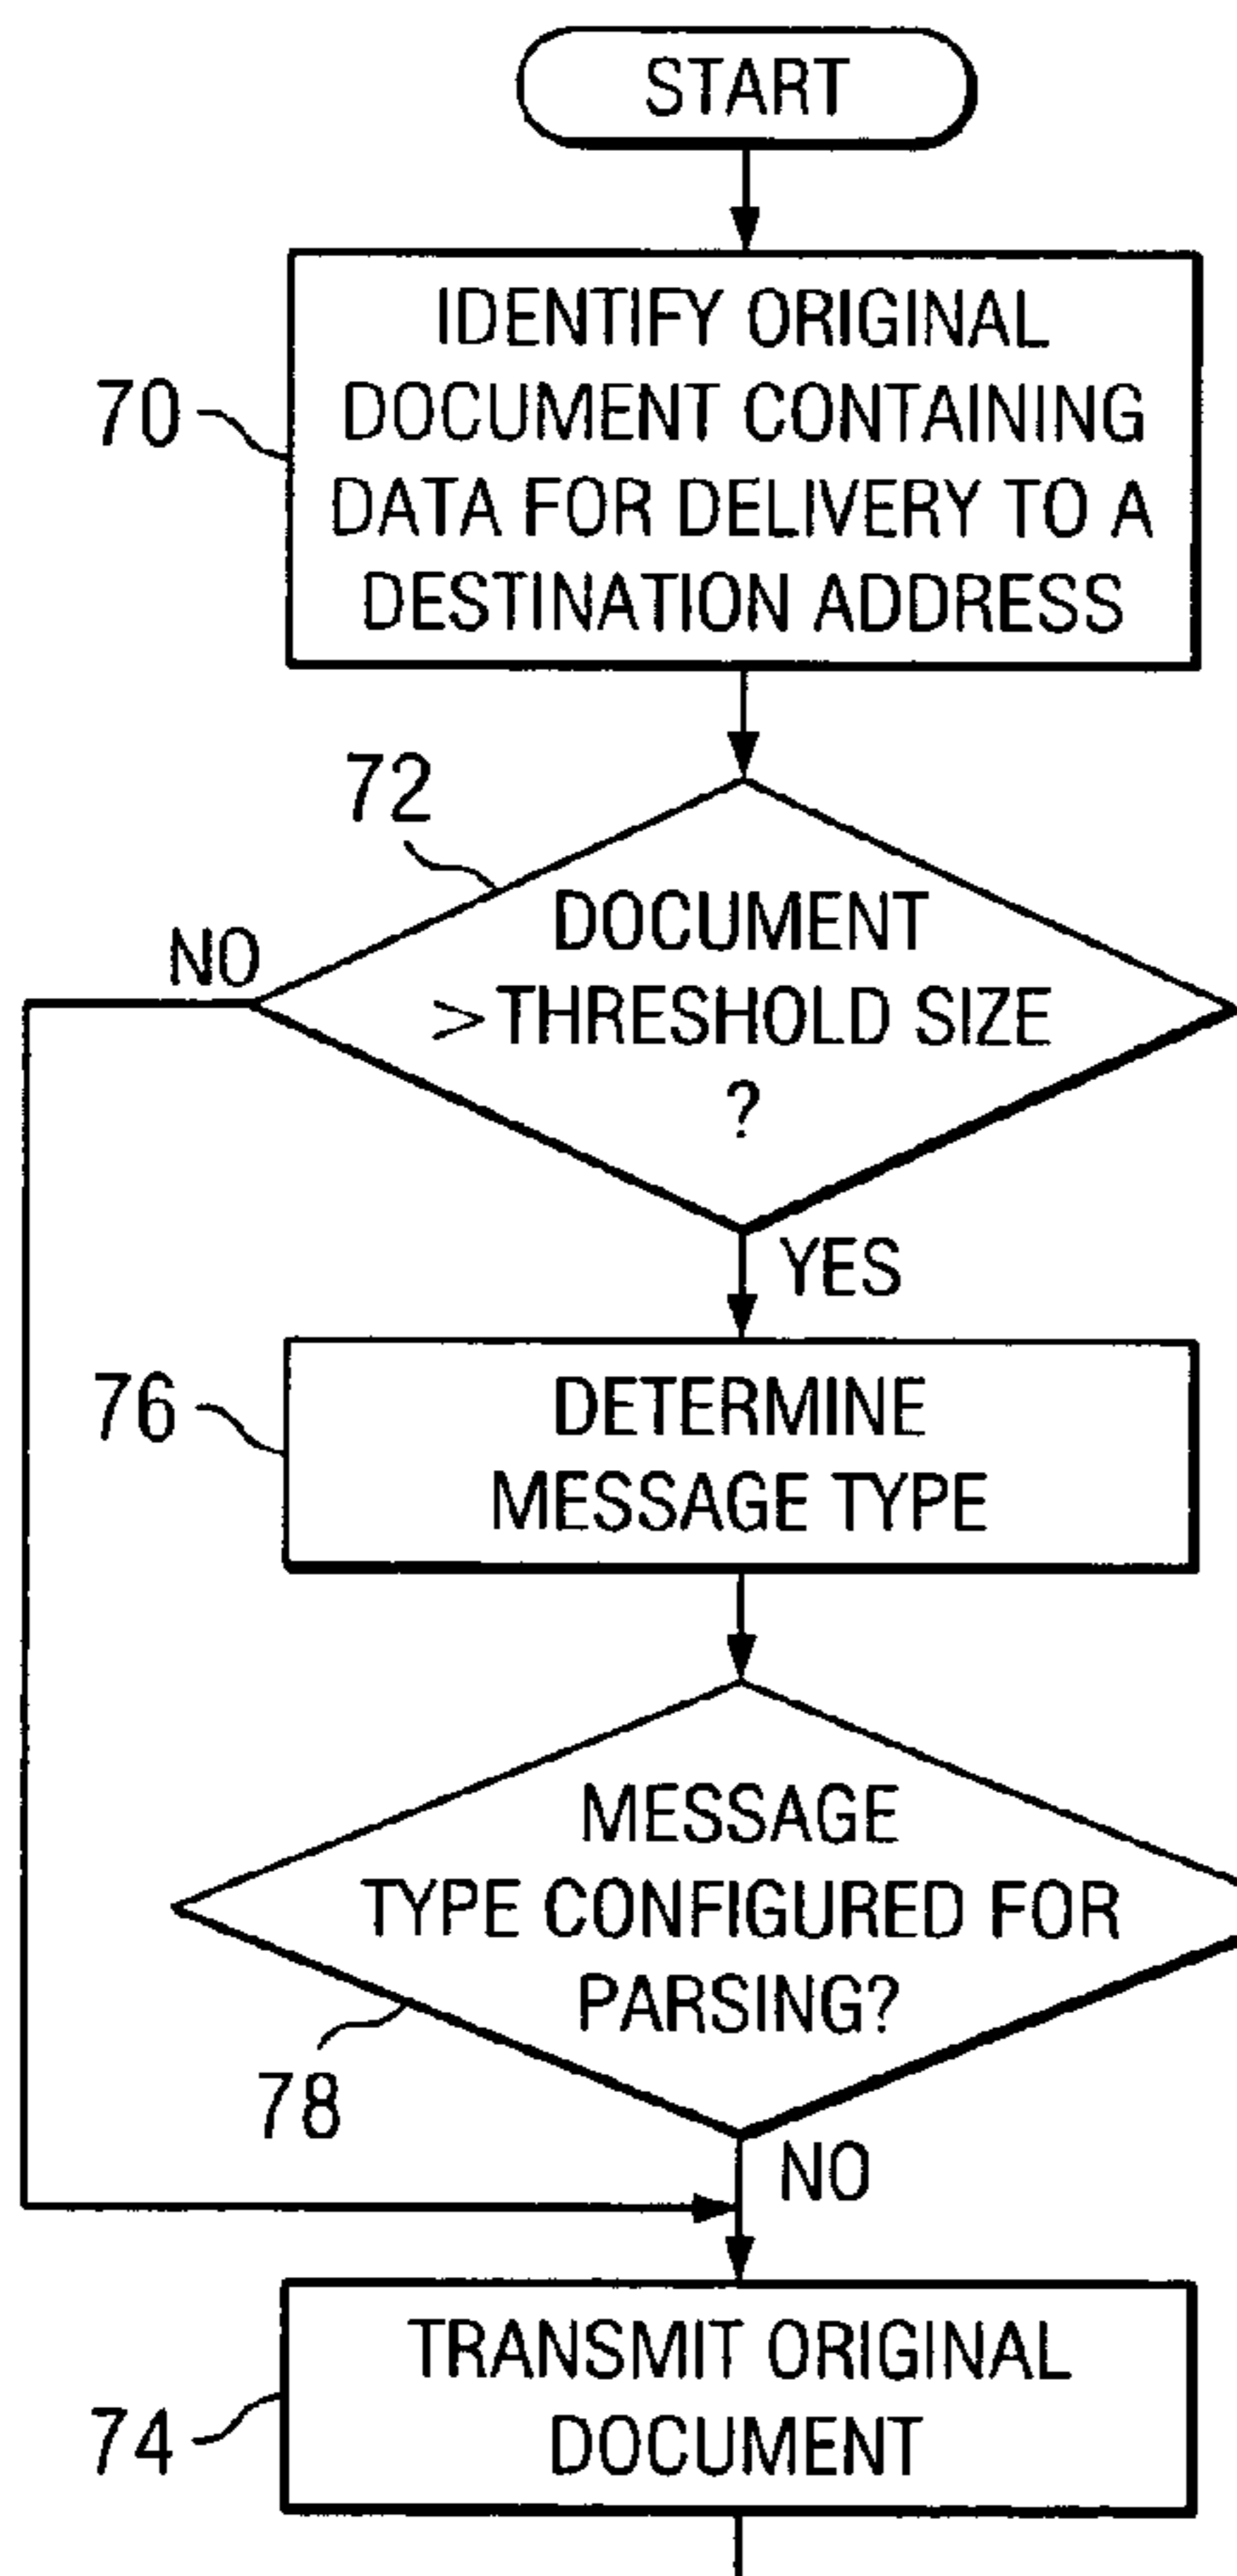 START
IDENTIFY ORIGINAL
DOCUMENT CONTAINING
DATA FOR DELIVERY TO A
DESTINATION ADDRESS
70
72
NO
DOCUMENT
>THRESHOLD SIZE
?
YES
76
DETERMINE
MESSAGE TYPE
MESSAGE
TYPE CONFIGURED FOR
PARSING?
78
NO
TRANSMIT ORIGINAL
DOCUMENT
74